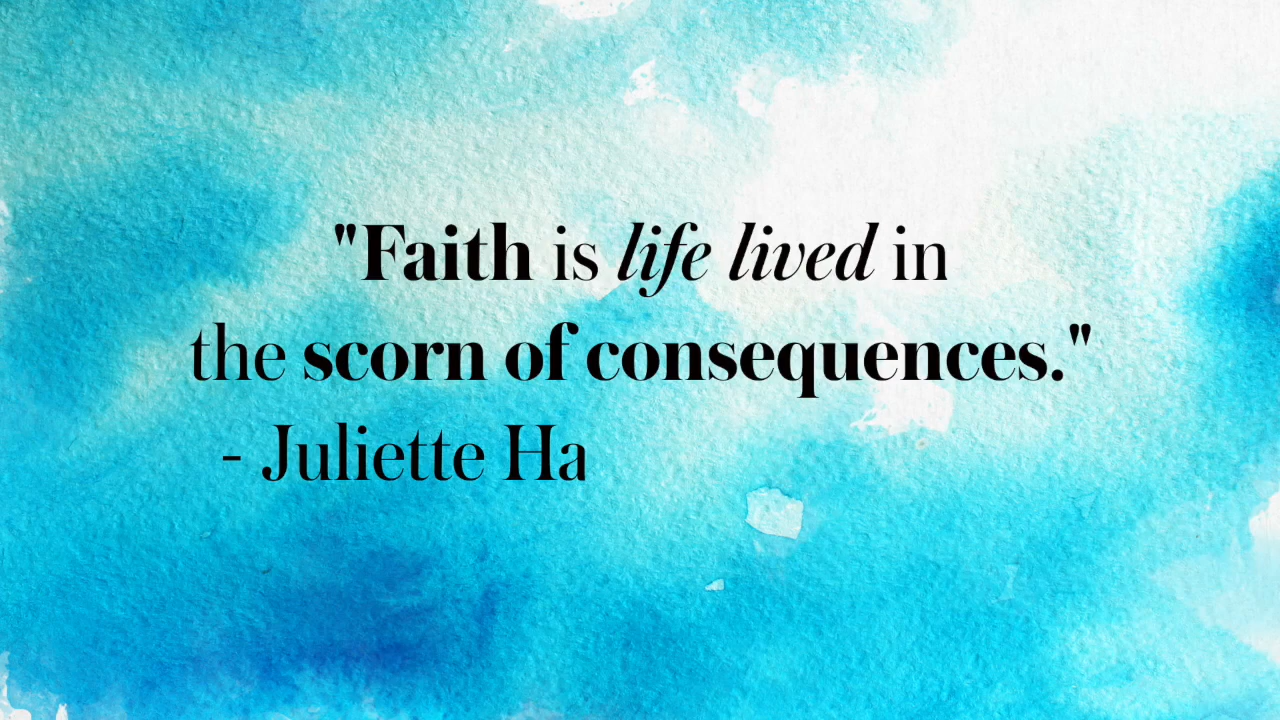 "Faith is life lived in
the scorn of consequences."
- Juliette Ha